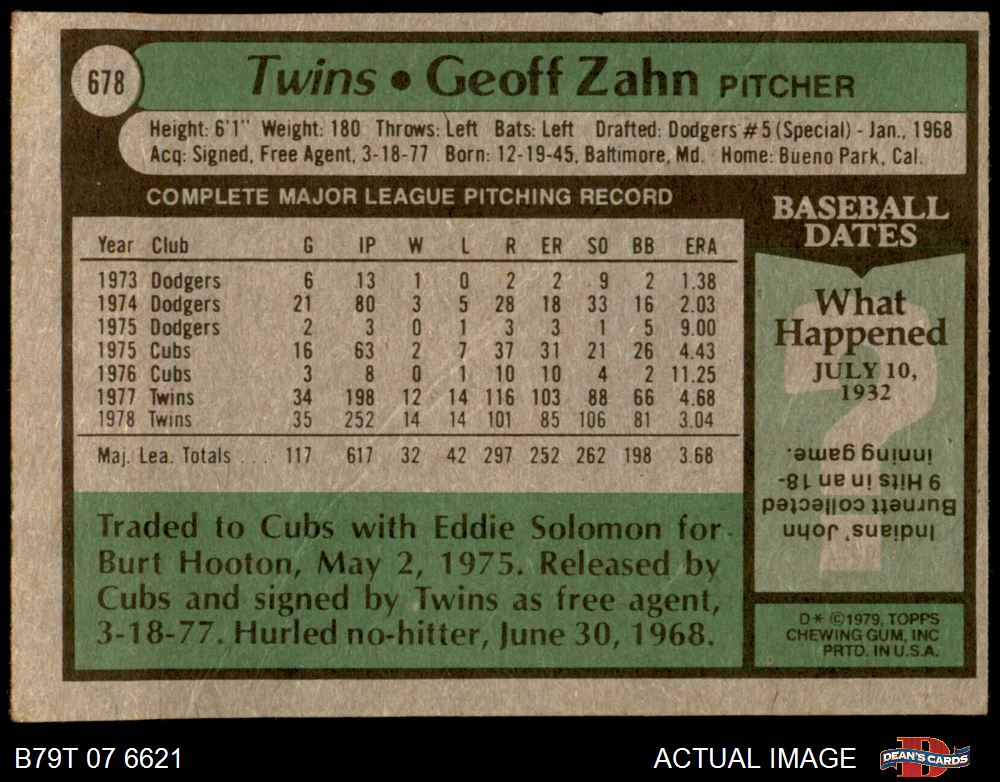 678
Twins • Geoff Zahn PITCHER
Height: 6'1" Weight: 180 Throws: Left Bats: Left Drafted: Dodgers #5 (Special) - Jan., 1968
Acq: Signed, Free Agent, 3-18-77 Born: 12-19-45, Baltimore, Md. Home: Bueno Park, Cal.
COMPLETE MAJOR LEAGUE PITCHING RECORD
Year Club G IP W L R ER SO BB ERA
1973 Dodgers 6 13 1 0 2 2 9 2 1.38
1974 Dodgers 21 80 3 5 28 18 33 16 2.03
1975 Dodgers 2 3 0 1 3 3 1 5 9.00
1975 Cubs 16 63 2 7 37 31 21 26 4.43
1976 Cubs 3 8 0 1 10 10 4 2 11.25
1977 Twins 34 198 12 14 116 103 88 66 4.68
1978 Twins 35 252 14 14 101 85 106 81 3.04
Maj. Lea. Totals ... 117 617 32 42 297 252 262 198 3.68
Traded to Cubs with Eddie Solomon for
Burt Hooton, May 2, 1975. Released by
Cubs and signed by Twins as free agent,
3-18-77. Hurled no-hitter, June 30, 1968.
BASEBALL
DATES
What
Happened
JULY 10,
1932
?
Indians' John
Burnett collected
9 Hits in an 18-
inning game.
D* ©1979, TOPPS
CHEWING GUM, INC
PRTD. IN U.S.A.
B79T 07 6621
ACTUAL IMAGE
D
DEAN'S CARDS